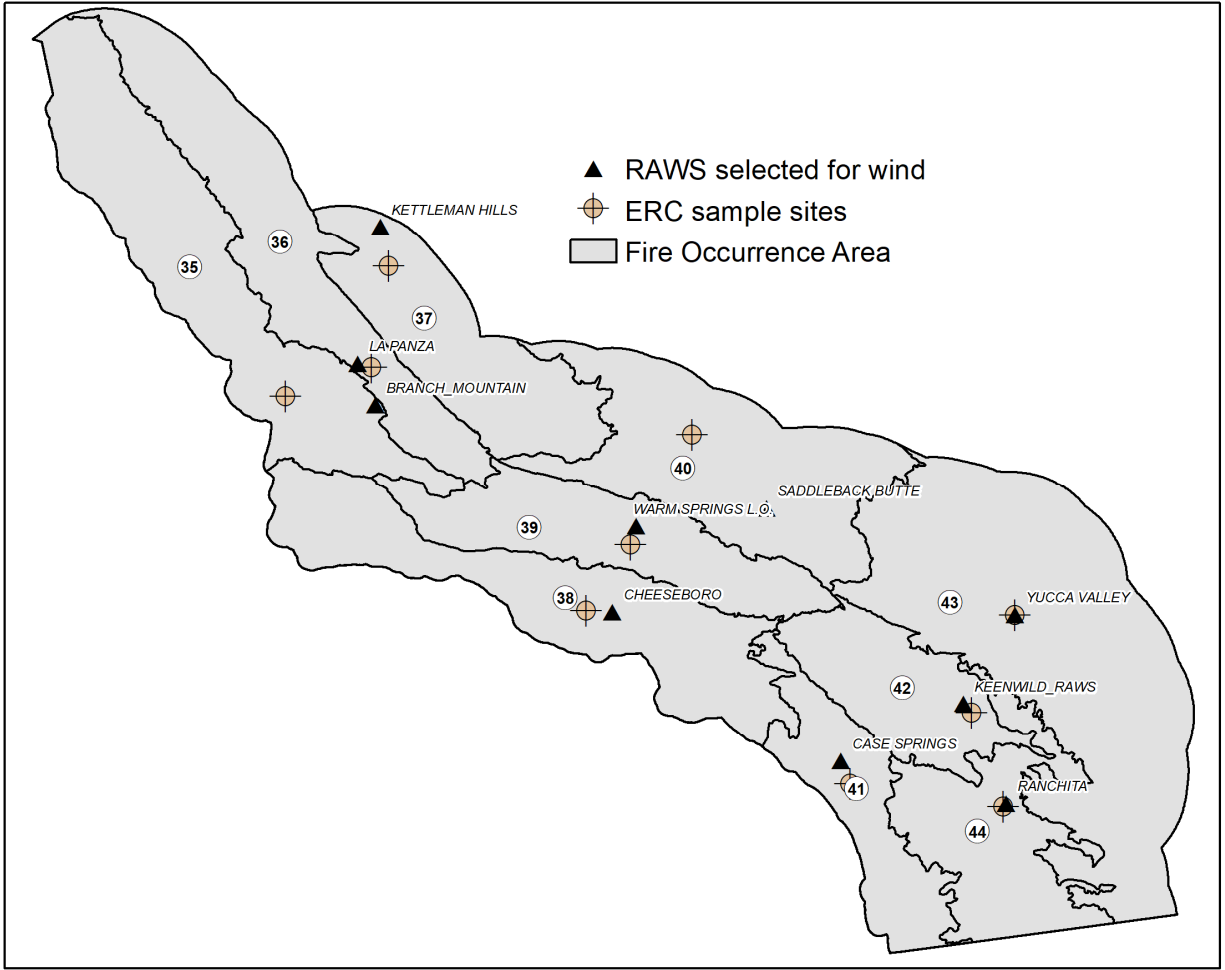 RAWS selected for wind
ERC sample sites
Fire Occurrence Area
KETTLEMAN HILLS
36
35
37
LA PANZA
BRANCH_MOUNTAIN
40
SADDLEBACK BUTTE
WARM SPRINGS L.O.
39
CHEESEBORO
38
43
YUCCA VALLEY
42
KEENWILD_RAWS
CASE SPRINGS
41
RANCHITA
44